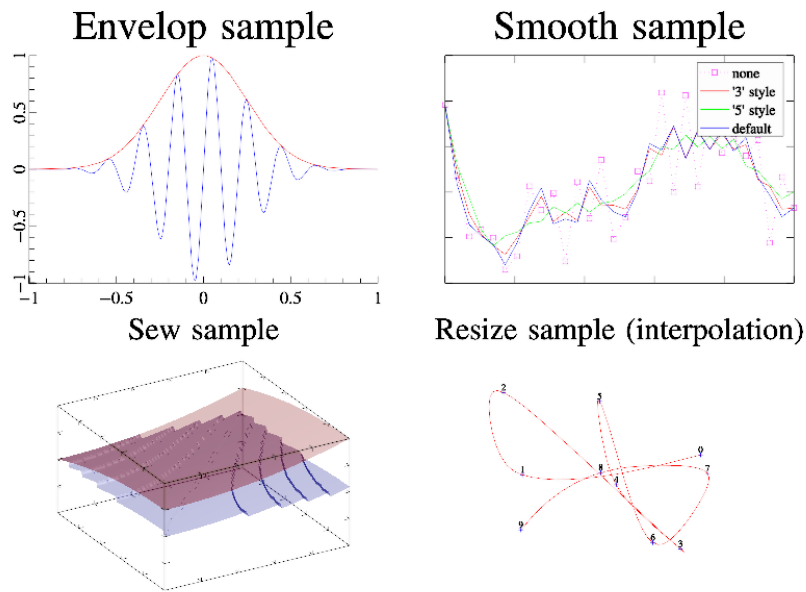 Envelop sample
Smooth sample
1
0.5
0
−0.5
−1
−1
−0.5
0
0.5
1
none
'3' style
'5' style
default
Sew sample
Resize sample (interpolation)
2
5
0
1
8
4
7
9
6
3